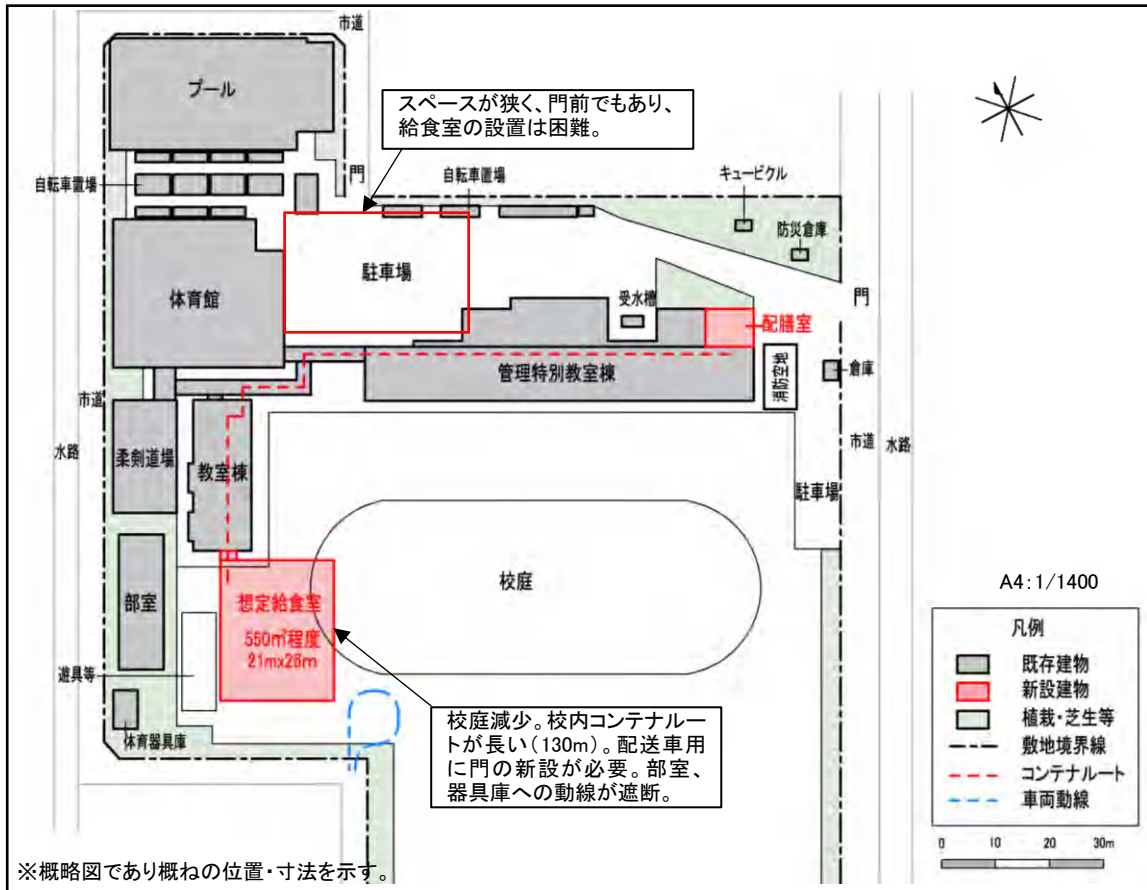 市道
プール
スペースが狭く、門前でもあり、
給食室の設置は困難。
自転車置場
門
自転車置場
キュービクル
防災倉庫
駐車場
体育館
受水槽
門
配膳室
管理特別教室棟
消防空地
倉庫
市道
水路
柔剣道場
教室棟
市道
水路
駐車場
校庭
部室
想定給食室
550㎡程度
21mx26m
遊具等
体育器具庫
校庭減少。校内コンテナルー
トが長い(130m)。配送車用
に門の新設が必要。部室、
器具庫への動線が遮断。
A4:1/1400
凡例
既存建物
新設建物
植栽・芝生等
敷地境界線
コンテナルート
車両動線
0 10 20 30m
※概略図であり概ねの位置・寸法を示す。